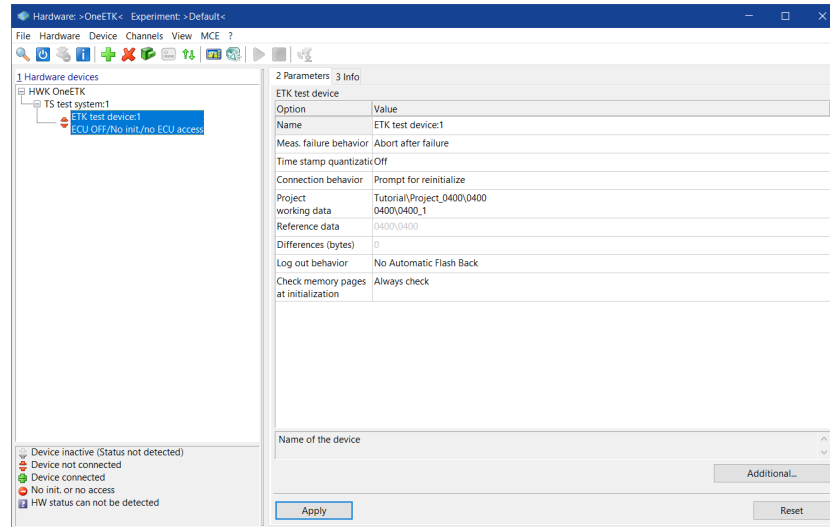 Hardware: >OneETK< Experiment: >Default<
File Hardware Device Channels View MCE ?
1 Hardware devices
HWK OneETK
TS test system:1
ETK test device:1
ECU OFF/No init./no ECU access
Device inactive (Status not detected)
Device not connected
Device connected
No init. or no access
HW status can not be detected
2 Parameters 3 Info
ETK test device
Option Value
Name ETK test device:1
Meas. failure behavior Abort after failure
Time stamp quantizatic Off
Connection behavior Prompt for reinitialize
Project Tutorial\Project_0400\0400
working data 0400\0400_1
Reference data 0400\0400
Differences (bytes) 0
Log out behavior No Automatic Flash Back
Check memory pages Always check
at initialization
Name of the device
Additional...
Apply Reset